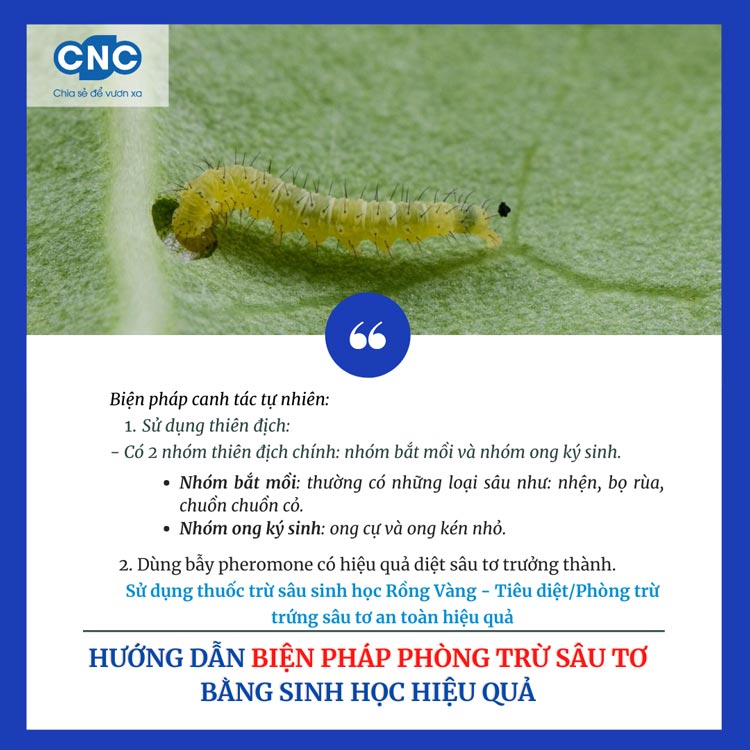 CNC
Chia sẻ để vươn xa
Biện pháp canh tác tự nhiên:
1. Sử dụng thiên địch:
- Có 2 nhóm thiên địch chính: nhóm bắt mồi và nhóm ong ký sinh.
• Nhóm bắt mồi: thường có những loại sâu như: nhện, bọ rùa,
chuồn chuồn cỏ.
• Nhóm ong ký sinh: ong cự và ong kén nhỏ.
2. Dùng bẫy pheromone có hiệu quả diệt sâu tơ trưởng thành.
Sử dụng thuốc trừ sâu sinh học Rồng Vàng - Tiêu diệt/Phòng trừ
trứng sâu tơ an toàn hiệu quả
HƯỚNG DẪN BIỆN PHÁP PHÒNG TRỪ SÂU TƠ
BẰNG SINH HỌC HIỆU QUẢ